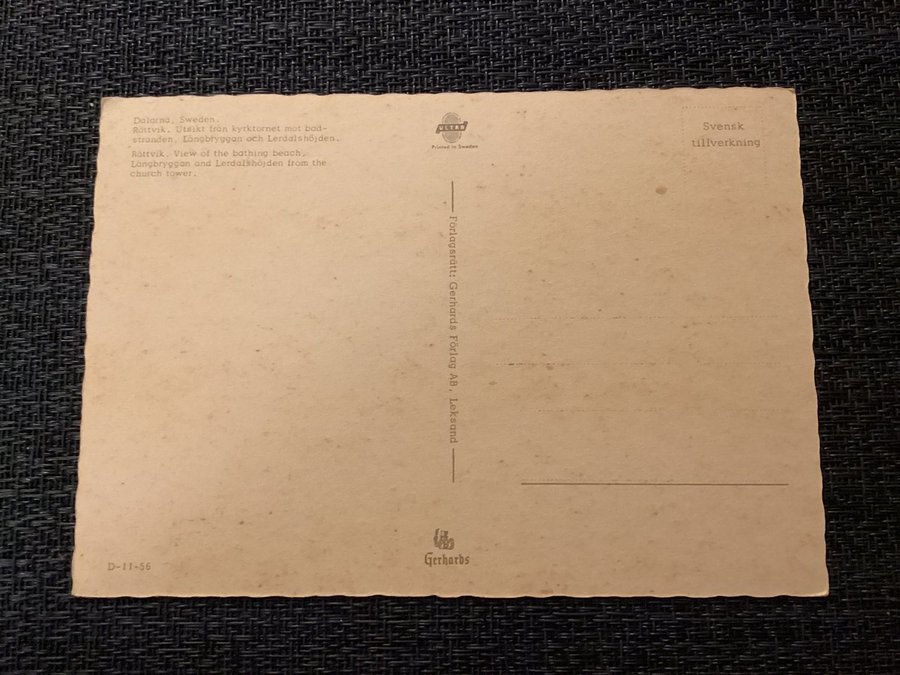 Dalarna, Sweden.
Rättvik. Utsikt från kyrktornet mot bad-
stranden, Långbryggan och Lerdalshöjden.
Rättvik. View of the bathing beach,
Långbryggan and Lerdalshöjden from the
church tower.
ULTRA
Printed in Sweden
Svensk
tillverkning
Förlagsrätt: Gerhards Förlag AB, Leksand
Gerhards
D-11-56